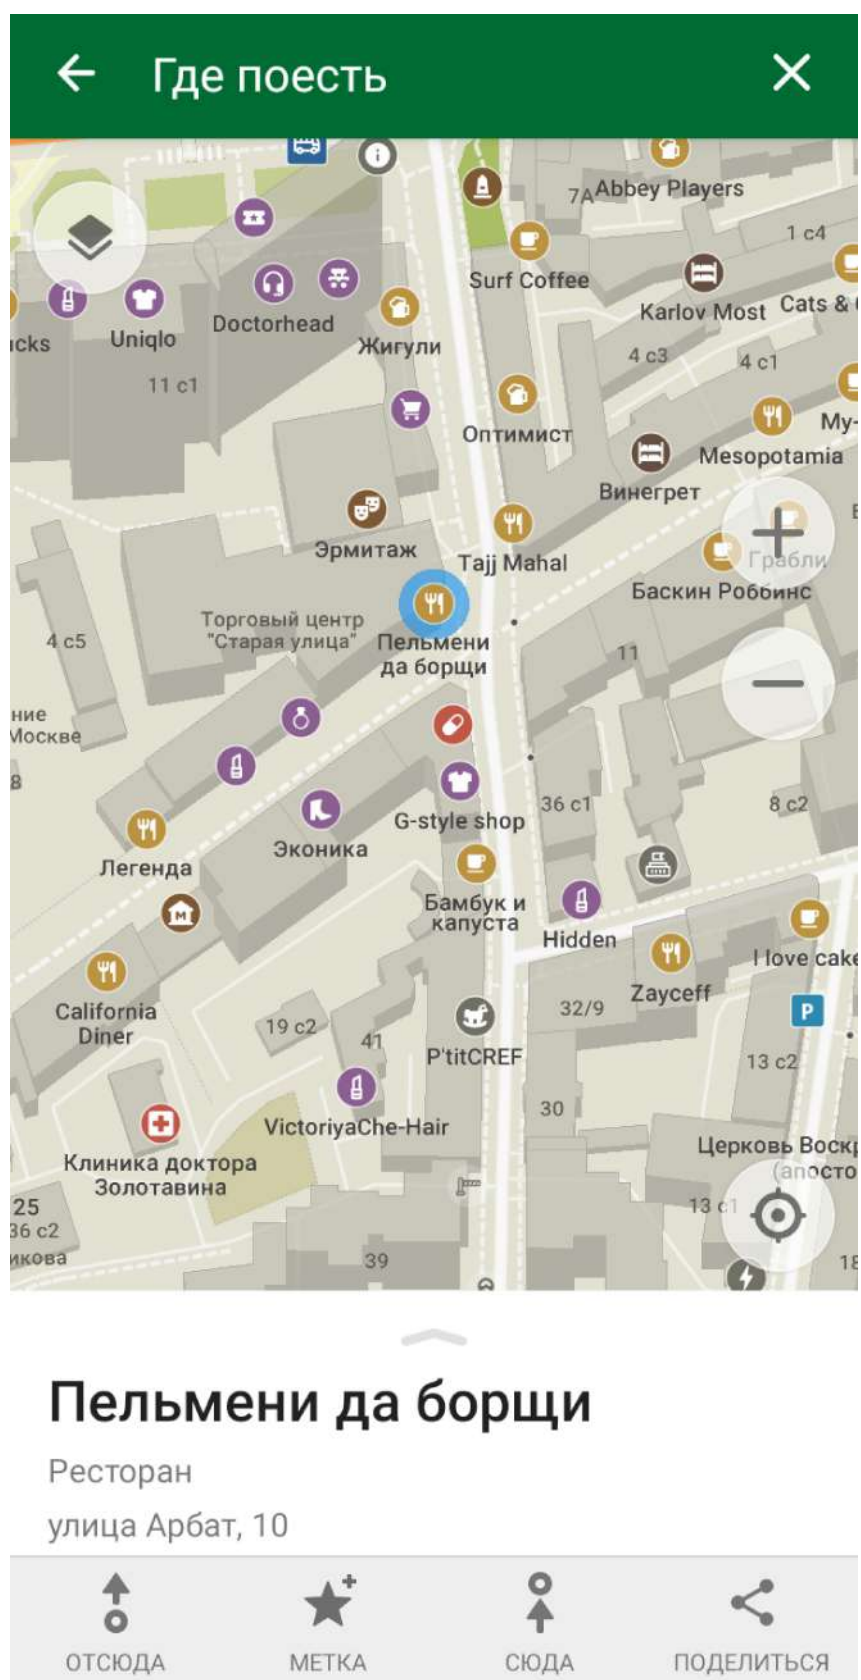 Где поесть
7A
Abbey Players
1 с4
Surf Coffee
Karlov Most
Cats &
Uniqlo
Doctorhead
Жигули
4 с3
4 с1
11 с1
Оптимист
My-
Mesopotamia
Винегрет
Эрмитаж
Tajj Mahal
Грабли
Баскин Роббинс
Торговый центр
"Старая улица"
4 с5
Пельмени
да борщи
11
ние
Москве
8
36 с1
8 с2
G-style shop
Эконика
Легенда
Бамбук и
капуста
Hidden
I love cake
Zayceff
California
Diner
19 с2
41
32/9
P
P'titCREF
13 с2
30
VictoriyaChe-Hair
Клиника доктора
Золотавина
Церковь Воскр
(апосто
25
36 с2
икова
13 с1
39
18
Пельмени да борщи
Ресторан
улица Арбат, 10
ОТСЮДА
МЕТКА
СЮДА
ПОДЕЛИТЬСЯ